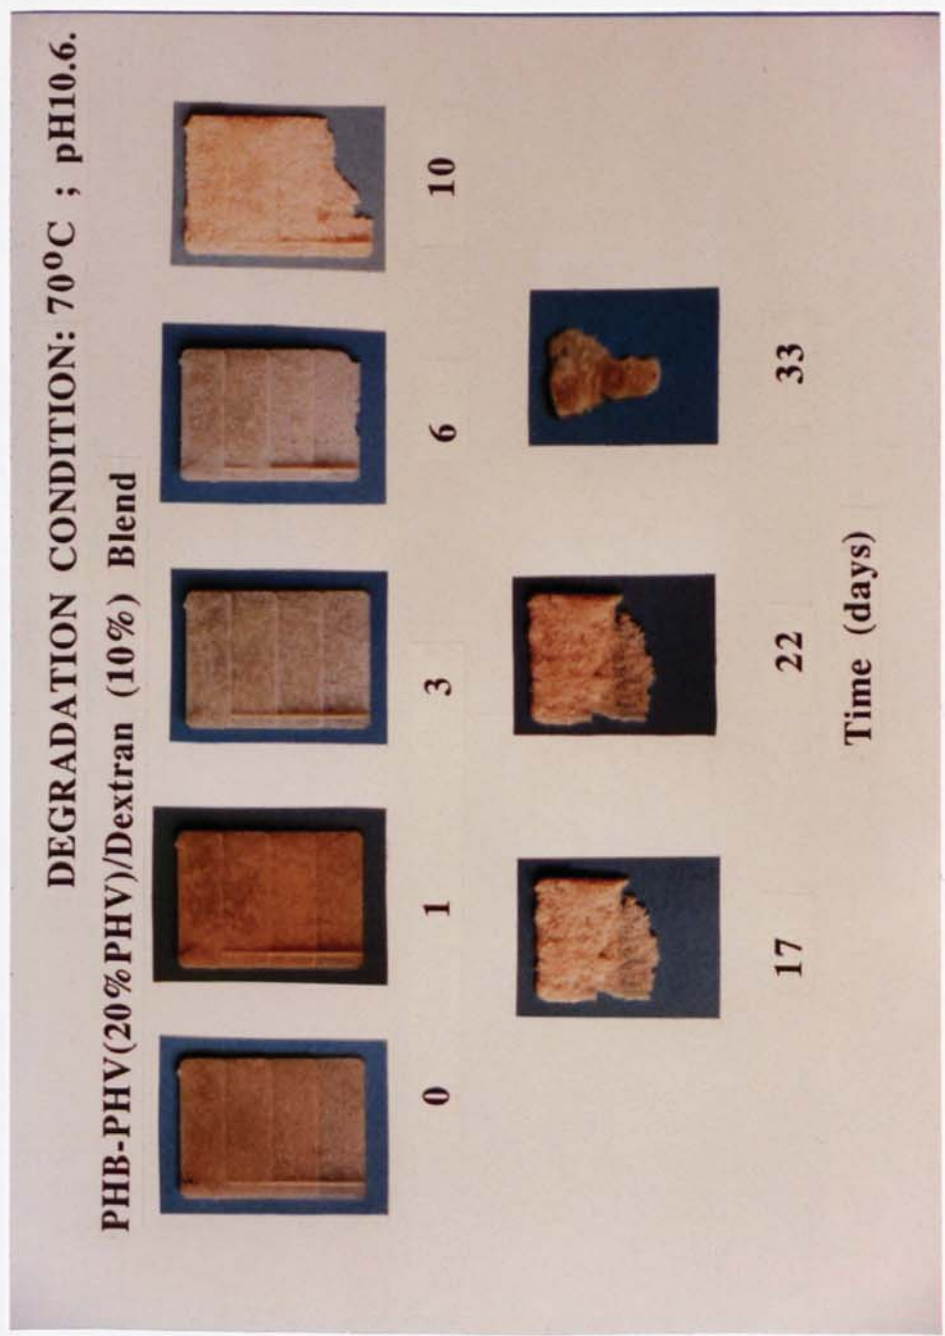 DEGRADATION CONDITION: 70°C ; pH10.6.
PHB-PHV(20%PHV)/Dextran (10%) Blend
0 1 3 6 10
17 22 33
Time (days)